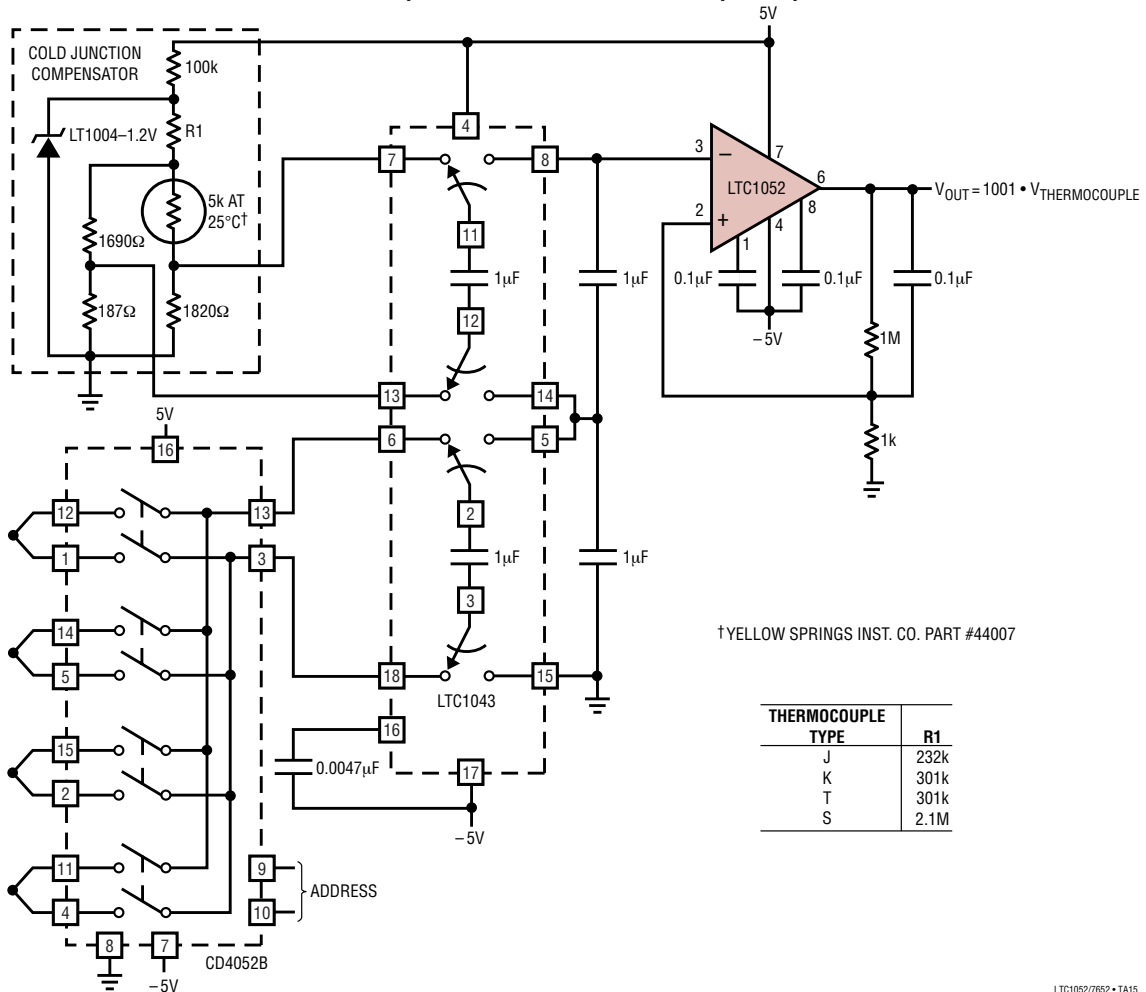 5V
COLD JUNCTION
COMPENSATOR
100k
LT1004–1.2V
R1
5k AT
25°C†
1690Ω
187Ω
1820Ω
4
7
8
11
1µF
12
13
14
6
5
2
1µF
3
18
15
LTC1043
16
17
0.0047µF
–5V
1µF
1µF
3
–
2
+
LTC1052
7
6
8
4
1
0.1µF
0.1µF
–5V
VOUT = 1001 • VTHERMOCOUPLE
0.1µF
1M
1k
5V
16
12
1
13
3
14
5
15
2
11
4
9
10
ADDRESS
8
7
CD4052B
–5V
†YELLOW SPRINGS INST. CO. PART #44007
THERMOCOUPLE
TYPE R1
J 232k
K 301k
T 301k
S 2.1M
LTC1052/7652 • TA15